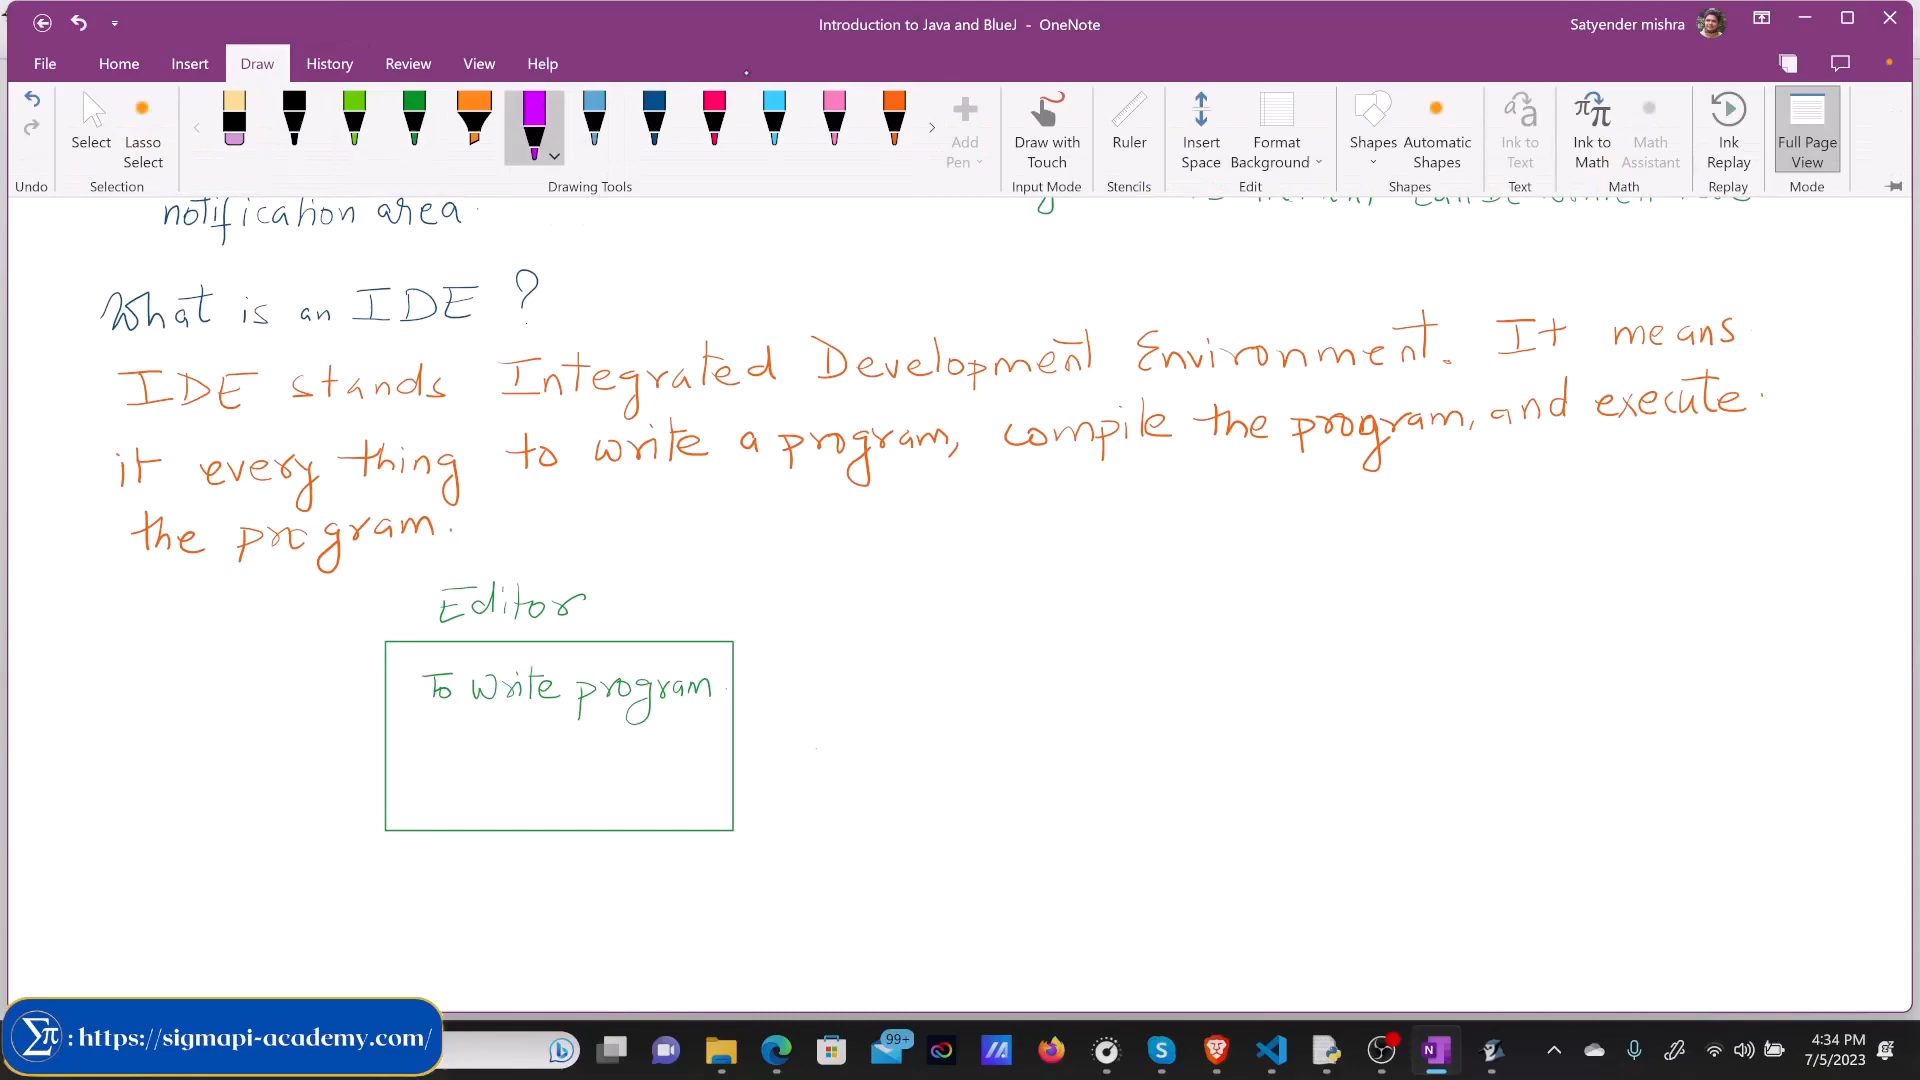 Introduction to Java and BlueJ - OneNote
Satyender mishra
File Home Insert Draw History Review View Help
Select Lasso Select
Add Pen
Draw with Touch
Ruler
Insert Space Format Background
Shapes Automatic Shapes
Ink to Text
Ink to Math Math Assistant
Ink Replay
Full Page View
Undo Selection Drawing Tools Input Mode Stencils Edit Shapes Text Math Replay Mode
notification area.
What is an IDE ?
IDE stands Integrated Development Environment. It means
it every thing to write a program, compile the program, and execute
the program.
Editor
To write program
Σπ : https://sigmapi-academy.com/
99+
4:34 PM
7/5/2023